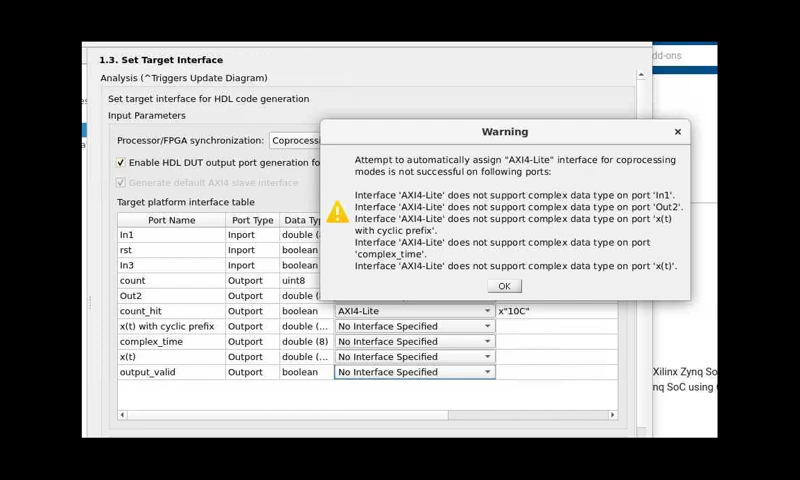 dd-ons
1.3. Set Target Interface
Analysis (^Triggers Update Diagram)
Set target interface for HDL code generation
Input Parameters
Processor/FPGA synchronization: Coprocessi
Enable HDL DUT output port generation fo
Generate default AXI4 slave interface
Target platform interface table
Port Name Port Type Data Typ
In1 Inport double (
rst Inport boolean
In3 Inport boolean
count Outport uint8
Out2 Outport double (
count_hit Outport boolean AXI4-Lite x"10C"
x(t) with cyclic prefix Outport double (... No Interface Specified
complex_time Outport double (8) No Interface Specified
x(t) Outport double (... No Interface Specified
output_valid Outport boolean No Interface Specified
Warning
Attempt to automatically assign "AXI4-Lite" interface for coprocessing
modes is not successful on following ports:
Interface 'AXI4-Lite' does not support complex data type on port 'In1'.
Interface 'AXI4-Lite' does not support complex data type on port 'Out2'.
Interface 'AXI4-Lite' does not support complex data type on port 'x(t)
with cyclic prefix'.
Interface 'AXI4-Lite' does not support complex data type on port
'complex_time'.
Interface 'AXI4-Lite' does not support complex data type on port 'x(t)'.
OK
Xilinx Zynq So
nq SoC using